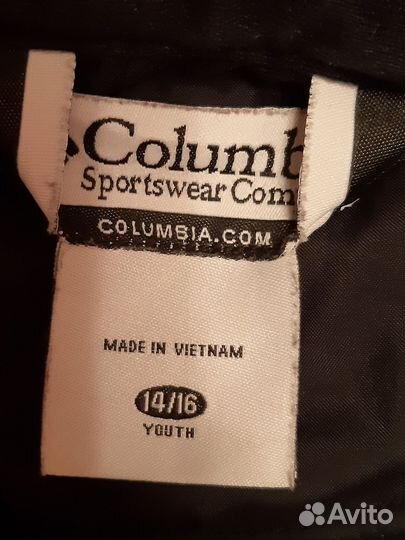 Columb
Sportswear Com
COLUMBIA.COM
MADE IN VIETNAM
14/16
YOUTH
Avito